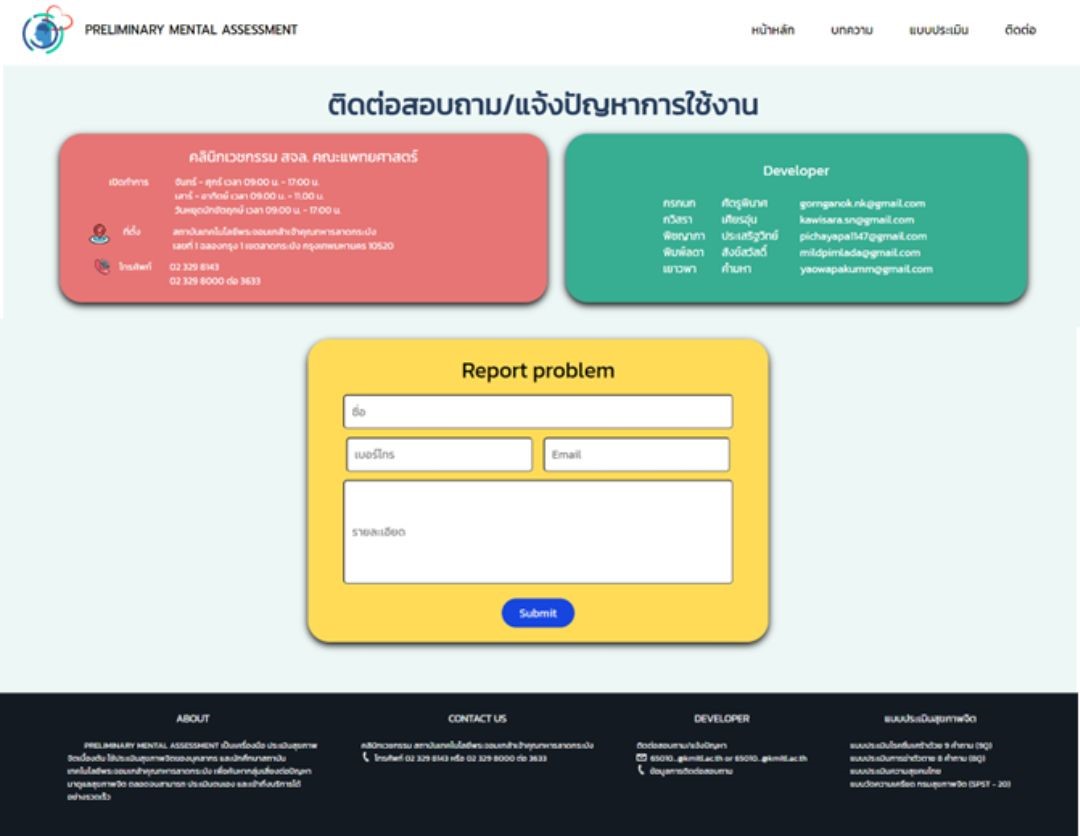 PRELIMINARY MENTAL ASSESSMENT
หน้าหลัก บทความ แบบประเมิน ติดต่อ
ติดต่อสอบถาม/แจ้งปัญหาการใช้งาน
คลินิกเวชกรรม สจล. คณะแพทยศาสตร์
เปิดทำการ จันทร์ - ศุกร์ เวลา 09:00 น. - 17:00 น.
เสาร์ - อาทิตย์ เวลา 09:00 น. - 11:00 น.
วันหยุดนักขัตฤกษ์ เวลา 09:00 น. - 17:00 น.
ที่ตั้ง สถาบันเทคโนโลยีพระจอมเกล้าเจ้าคุณทหารลาดกระบัง
เลขที่ 1 ฉลองกรุง 1 เขตลาดกระบัง กรุงเทพมหานคร 10520
โทรศัพท์ 02 329 8143
02 329 8000 ต่อ 3633
Developer
กรกนก ศัตรูพินาศ gornganok.nk@gmail.com
กวิสรา เศียรอุ่น kawisara.sn@gmail.com
พิชญาภา ประเสริฐวิทย์ pichayapa1147@gmail.com
พิมพ์ลดา สังข์สวัสดิ์ mildpimlada@gmail.com
เยาวพา คำมหา yaowapakumm@gmail.com
Report problem
ชื่อ
เบอร์โทร Email
รายละเอียด
Submit
ABOUT
PRELIMINARY MENTAL ASSESSMENT เป็นเครื่องมือ ประเมินสุขภาพ
จิตเบื้องต้น ใช้ประเมินสุขภาพจิตของบุคลากร และนักศึกษาสถาบัน
เทคโนโลยีพระจอมเกล้าคุณทหารลาดกระบัง เพื่อค้นหากลุ่มเสี่ยงต่อปัญหา
มาดูแลสุขภาพจิต ตลอดจนสามารถ ประเมินตนเอง และเข้าถึงบริการได้
อย่างรวดเร็ว
CONTACT US
คลินิกเวชกรรม สถาบันเทคโนโลยีพระจอมเกล้าเจ้าคุณทหารลาดกระบัง
โทรศัพท์ 02 329 8143 หรือ 02 329 8000 ต่อ 3633
DEVELOPER
ติดต่อสอบถาม/แจ้งปัญหา
65010...@kmitl.ac.th or 65010...@kmitl.ac.th
ข้อมูลการติดต่อสอบถาม
แบบประเมินสุขภาพจิต
แบบประเมินโรคซึมเศร้าด้วย 9 คำถาม (9Q)
แบบประเมินการฆ่าตัวตาย 8 คำถาม (8Q)
แบบประเมินความสุขคนไทย
แบบวัดความเครียด กรมสุขภาพจิต (SPST - 20)